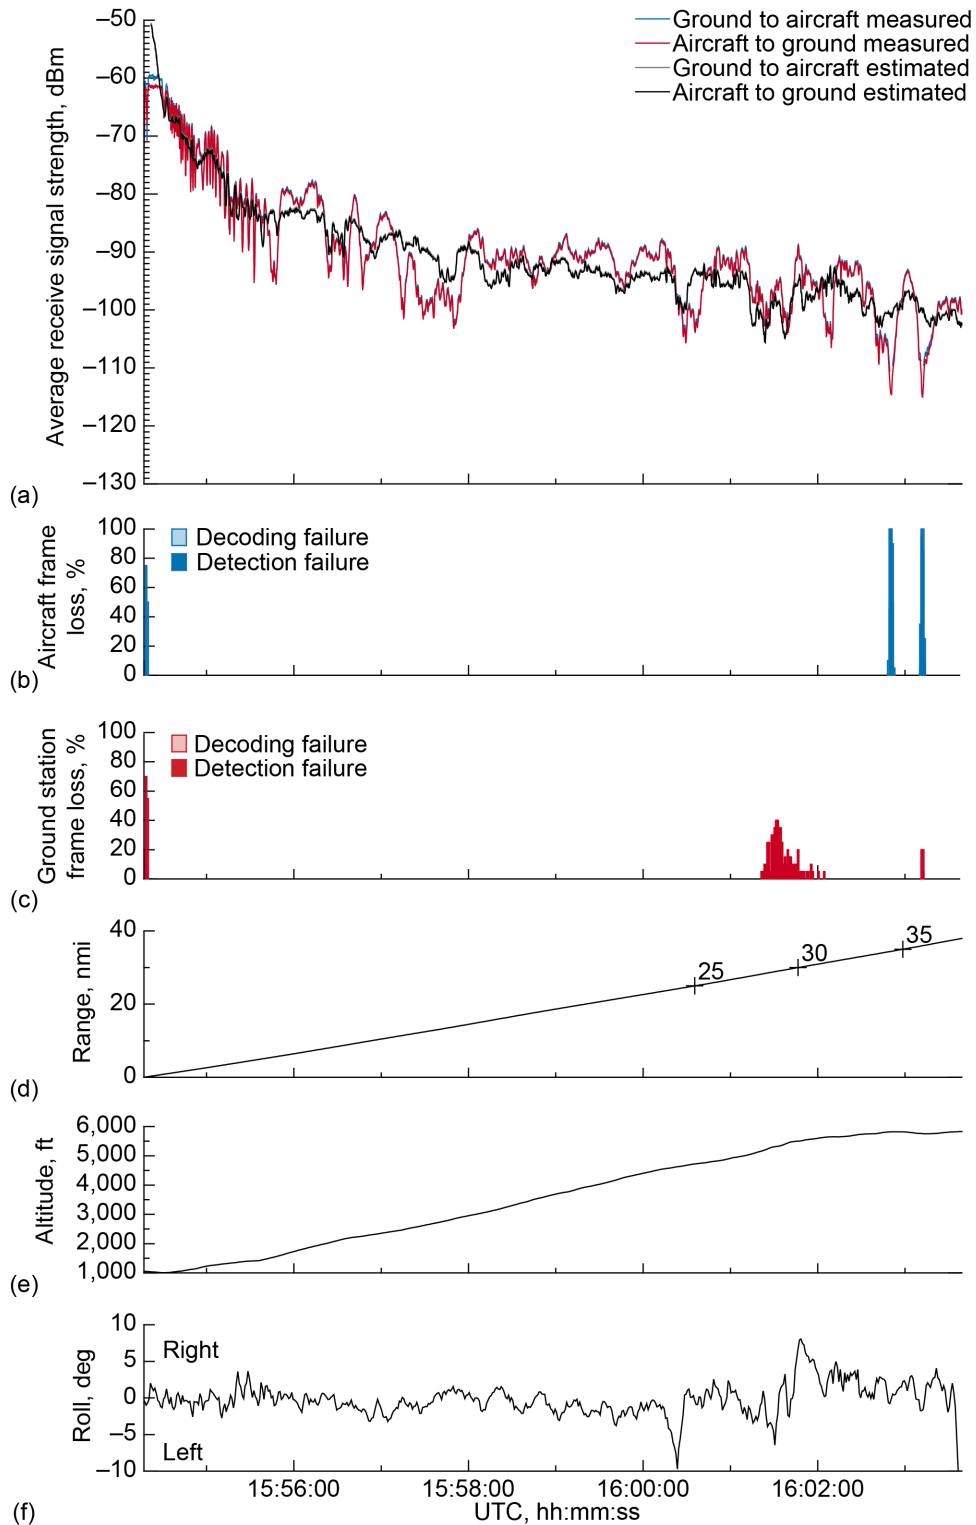 Ground to aircraft measured
Aircraft to ground measured
Ground to aircraft estimated
Aircraft to ground estimated
Average receive signal strength, dBm
–50
–60
–70
–80
–90
–100
–110
–120
–130
(a)
Aircraft frame
loss, %
100
80
60
40
20
0
Decoding failure
Detection failure
(b)
Ground station
frame loss, %
100
80
60
40
20
0
Decoding failure
Detection failure
(c)
Range, nmi
40
20
0
25
30
35
(d)
Altitude, ft
6,000
5,000
4,000
3,000
2,000
1,000
(e)
Roll, deg
10
5
0
–5
–10
Right
Left
15:56:00
15:58:00
16:00:00
16:02:00
UTC, hh:mm:ss
(f)